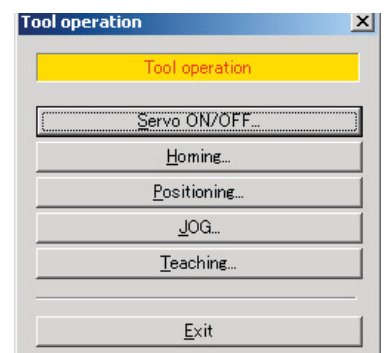 Tool operation
Tool operation
Servo ON/OFF...
Homing...
Positioning...
JOG...
Teaching...
Exit